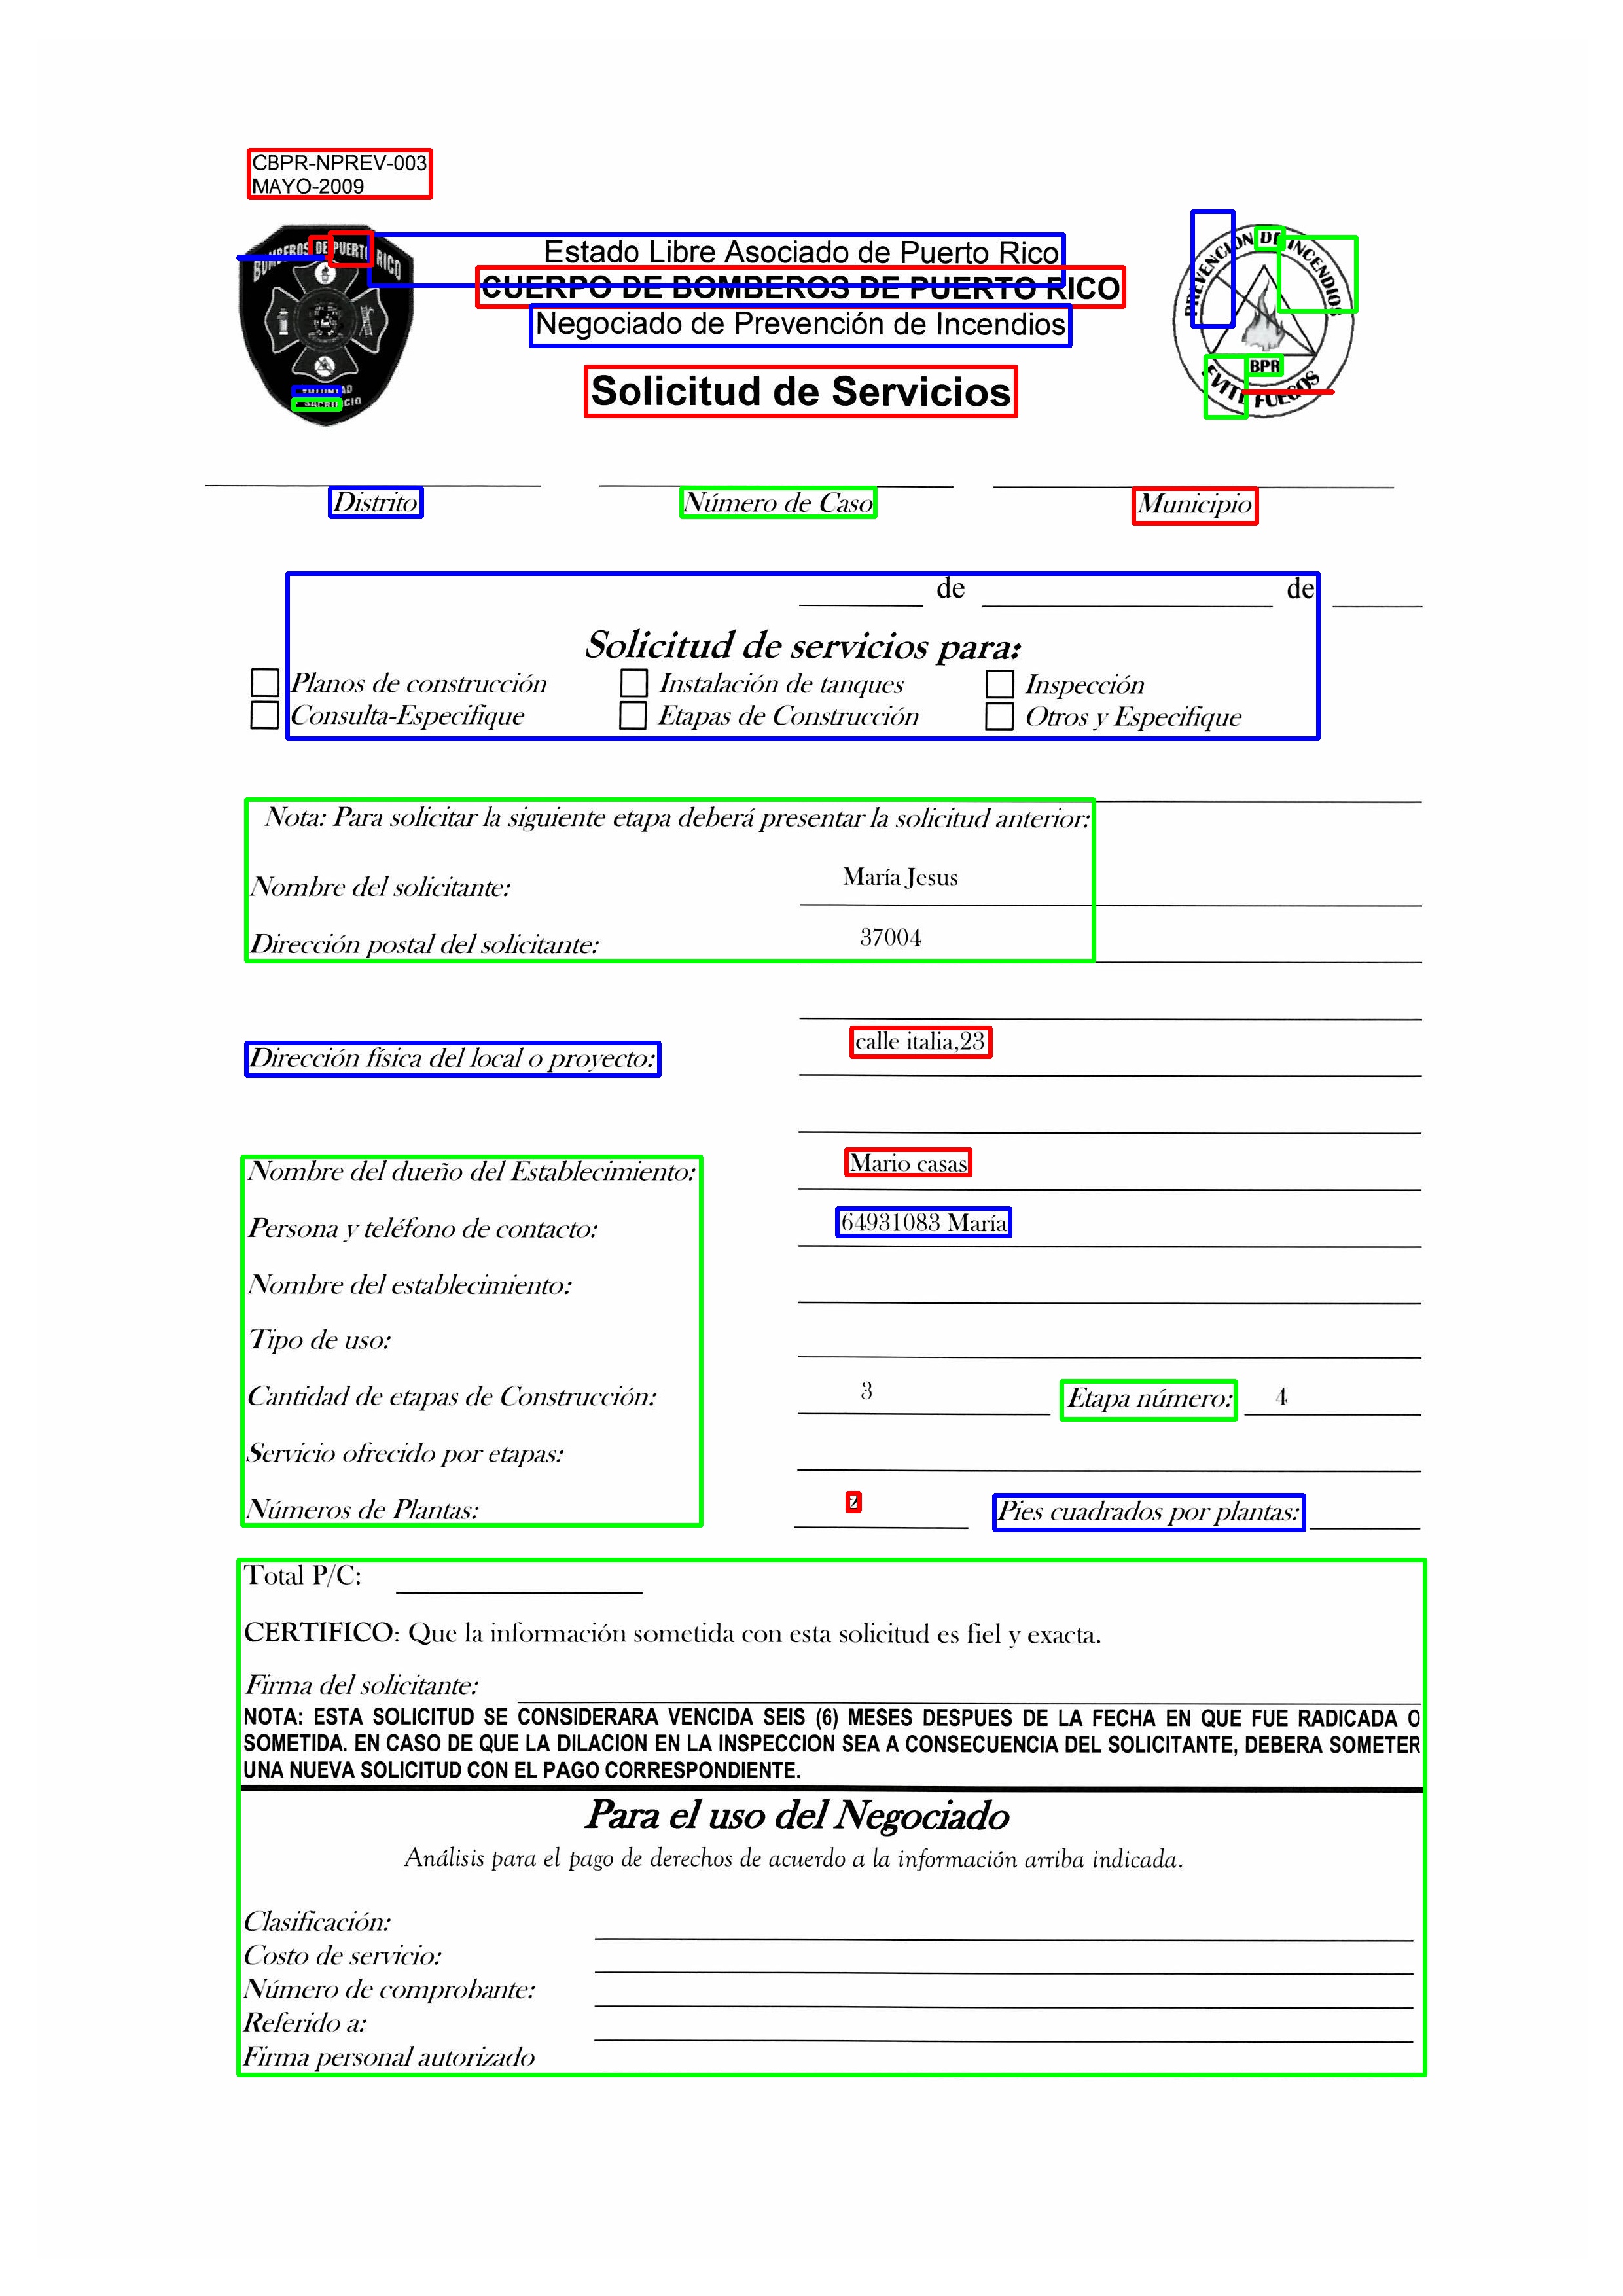 CBPR-NPREV-003
MAYO-2009
BOMBEROS DE PUERTO RICO
Estado Libre Asociado de Puerto Rico
CUERPO DE BOMBEROS DE PUERTO RICO
Negociado de Prevención de Incendios
Solicitud de Servicios
PREVENCION DE INCENDIOS
BPR
EVITE FUEGOS
Distrito Número de Caso Municipio
de de
Solicitud de servicios para:
Planos de construcción Instalación de tanques Inspección
Consulta-Especifique Etapas de Construcción Otros y Especifique
Nota: Para solicitar la siguiente etapa deberá presentar la solicitud anterior:
Nombre del solicitante: María Jesus
Dirección postal del solicitante: 37004
calle italia,23
Dirección física del local o proyecto:
Nombre del dueño del Establecimiento: Mario casas
Persona y teléfono de contacto: 64931083 María
Nombre del establecimiento:
Tipo de uso:
Cantidad de etapas de Construcción: 3 Etapa número: 4
Servicio ofrecido por etapas:
Números de Plantas: Pies cuadrados por plantas:
Total P/C:
CERTIFICO: Que la información sometida con esta solicitud es fiel y exacta.
Firma del solicitante:
NOTA: ESTA SOLICITUD SE CONSIDERARA VENCIDA SEIS (6) MESES DESPUES DE LA FECHA EN QUE FUE RADICADA O
SOMETIDA. EN CASO DE QUE LA DILACION EN LA INSPECCION SEA A CONSECUENCIA DEL SOLICITANTE, DEBERA SOMETER
UNA NUEVA SOLICITUD CON EL PAGO CORRESPONDIENTE.
Para el uso del Negociado
Análisis para el pago de derechos de acuerdo a la información arriba indicada.
Clasificación:
Costo de servicio:
Número de comprobante:
Referido a:
Firma personal autorizado